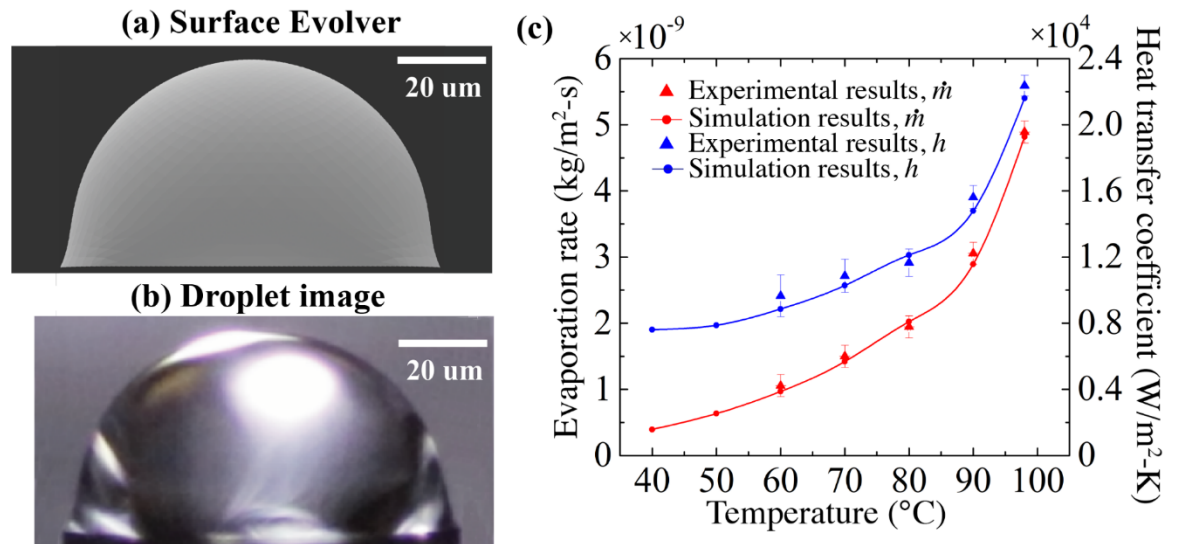 (a) Surface Evolver
20 um
(b) Droplet image
20 um
(c)
×10⁻⁹
×10⁴
Evaporation rate (kg/m²-s)
6
5
4
3
2
1
0
Experimental results, ṁ
Simulation results, ṁ
Experimental results, h
Simulation results, h
2.4
2.0
1.6
1.2
0.8
0.4
0
Heat transfer coefficient (W/m²-K)
40 50 60 70 80 90 100
Temperature (°C)